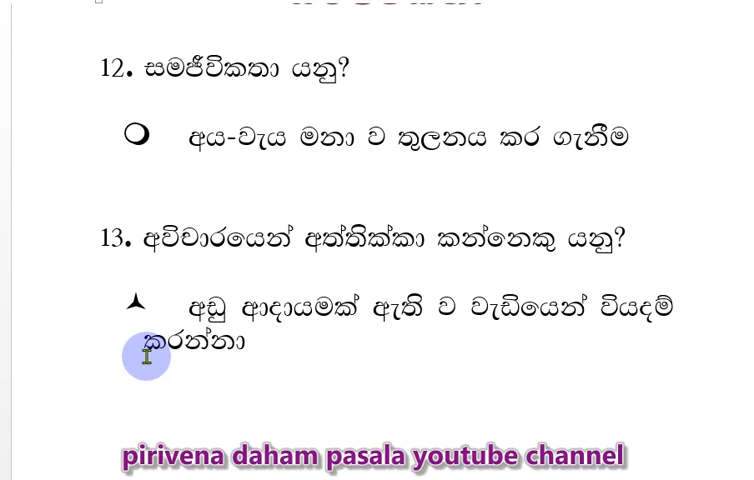 12. සමජීවිකතා යනු?
අය-වැය මනා ව තුලනය කර ගැනීම
13. අවිචාරයෙන් අත්තික්කා කන්නෙකු යනු?
අඩු ආදායමක් ඇති ව වැඩියෙන් වියදම්
කරන්නා
pirivena daham pasala youtube channel